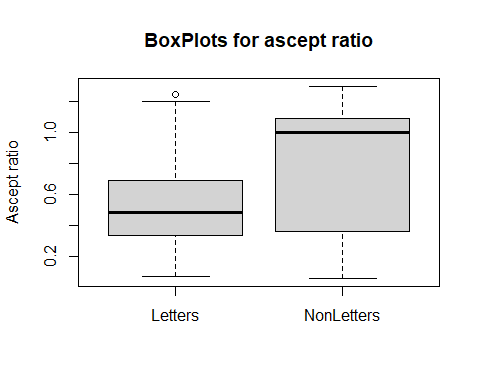 BoxPlots for ascept ratio
Ascept ratio
1.0
0.6
0.2
Letters
NonLetters